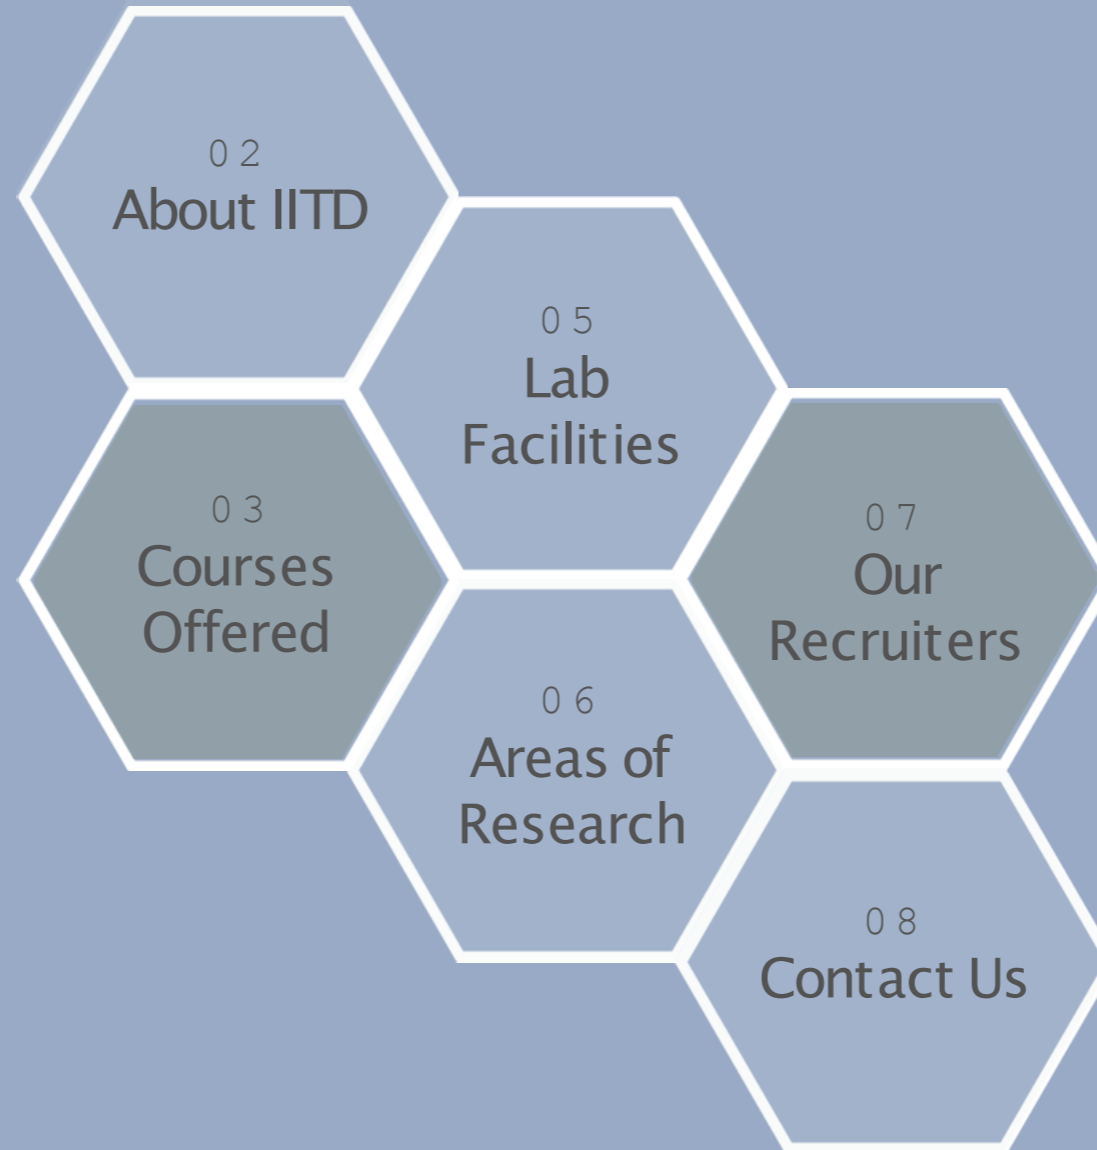 02
About IITD
03
Courses
Offered
05
Lab
Facilities
06
Areas of
Research
07
Our
Recruiters
08
Contact Us